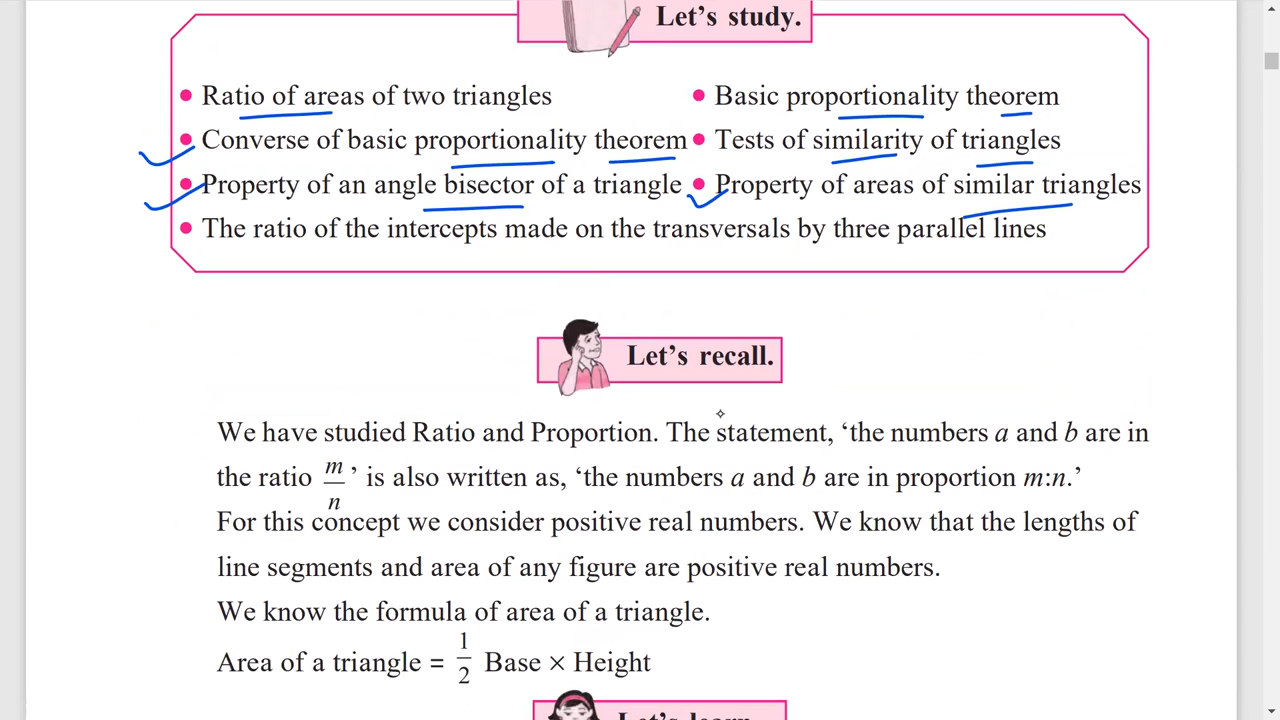 Let's study.
• Ratio of areas of two triangles
• Basic proportionality theorem
• Converse of basic proportionality theorem
• Tests of similarity of triangles
• Property of an angle bisector of a triangle
• Property of areas of similar triangles
• The ratio of the intercepts made on the transversals by three parallel lines
Let's recall.
We have studied Ratio and Proportion. The statement, ‘the numbers a and b are in
the ratio m/n ’ is also written as, ‘the numbers a and b are in proportion m:n.’
For this concept we consider positive real numbers. We know that the lengths of
line segments and area of any figure are positive real numbers.
We know the formula of area of a triangle.
Area of a triangle = 1/2 Base × Height
Let's learn.